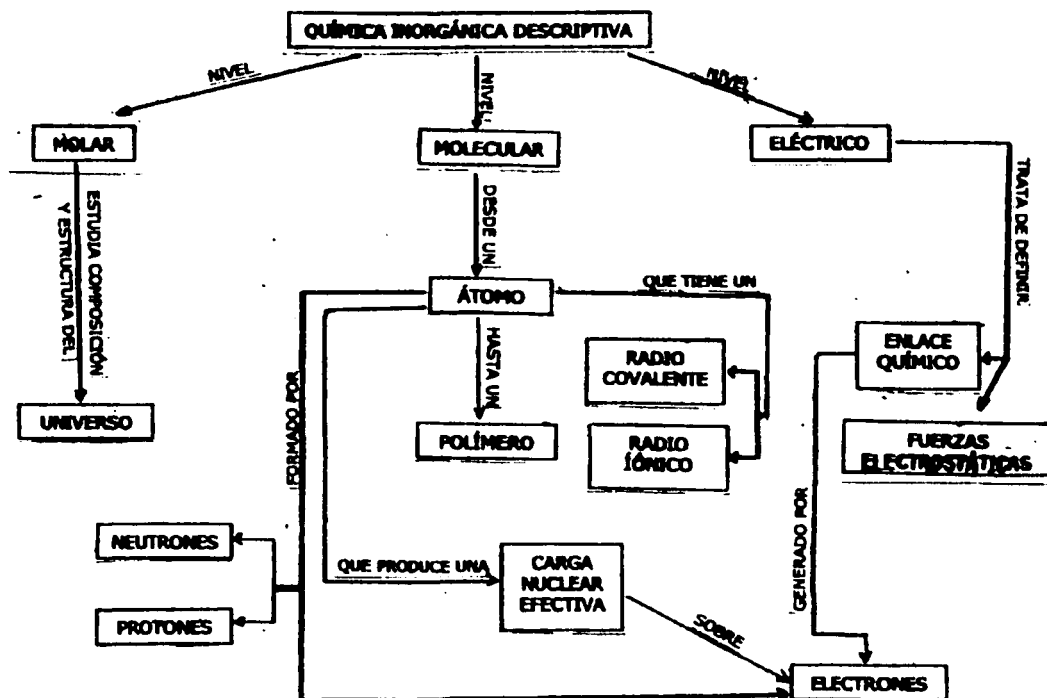 QUÍMICA INORGÁNICA DESCRIPTIVA
NIVEL
NIVEL
NIVEL
MOLAR
MOLECULAR
ELÉCTRICO
ESTUDIA COMPOSICIÓN
Y ESTRUCTURA DEL
DESDE UN
TRATA DE DEFINIR
QUE TIENE UN
ÁTOMO
HASTA UN
RADIO
COVALENTE
ENLACE
QUÍMICO
UNIVERSO
FORMADO POR
POLÍMERO
RADIO
IÓNICO
FUERZAS
ELECTROSTÁTICAS
GENERADO POR
NEUTRONES
QUE PRODUCE UNA
CARGA
NUCLEAR
EFECTIVA
PROTONES
SOBRE
ELECTRONES